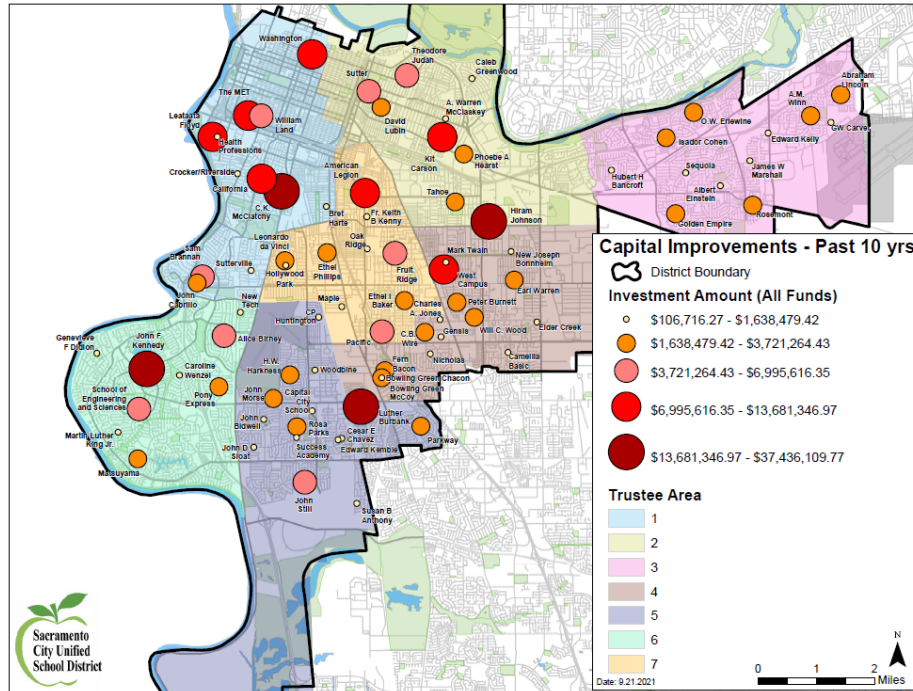 Washington
Theodore
Judah
Caleb
Greenwood
Sutter
The MET
A. Warren
McClaskey
David
Lubin
Leataata
Floyd
William
Land
Health
Professions
Kit
Carson
Phoebe A
Hearst
Crocker/Riverside
American
Legion
California
C.K.
McClatchy
Tahoe
Bret
Harte
Fr. Keith
B Kenny
Hiram
Johnson
Abraham
Lincoln
A.M.
Winn
GW Carver
O.W. Erlewine
Isador Cohen
Edward Kelly
Hubert H
Bancroft
Sequoia
James W
Marshall
Albert
Einstein
Golden Empire
Rosemont
Sam
Brannan
Leonardo
da Vinci
Oak
Ridge
Mark Twain
New Joseph
Bonnheim
Sutterville
Hollywood
Park
Ethel
Phillips
Fruit
Ridge
West
Campus
Earl Warren
John
Cabrillo
New
Tech
Maple
Ethel I
Baker
Charles
A. Jones
Peter Burnett
CP
Huntington
Will C. Wood
Elder Creek
Genevieve
F Didion
John F.
Kennedy
Alice Birney
Pacific
C.B.
Wire
Gensis
Nicholas
Camellia
Basic
Caroline
Wenzel
H.W.
Harkness
Woodbine
Fern
Bacon
Bowling Green Chacon
Bowling Green
McCoy
School of
Engineering
and Sciences
Pony
Express
John
Morse
Capital
City
School
Luther
Burbank
Martin Luther
King Jr.
John
Bidwell
Rosa
Parks
Cesar E
Chavez
Edward Kemble
Parkway
John D
Sloat
Success
Academy
Matsuyama
John
Still
Susan B
Anthony
Capital Improvements - Past 10 yrs
District Boundary
Investment Amount (All Funds)
$106,716.27 - $1,638,479.42
$1,638,479.42 - $3,721,264.43
$3,721,264.43 - $6,995,616.35
$6,995,616.35 - $13,681,346.97
$13,681,346.97 - $37,436,109.77
Trustee Area
1
2
3
4
5
6
7
Date: 9.21.2021
0 1 2
Miles
N
Sacramento
City Unified
School District